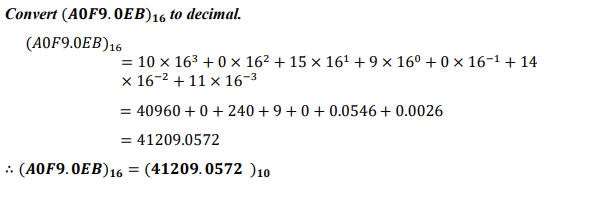 Convert (A0F9.0EB)₁₆ to decimal.
(A0F9.0EB)₁₆
= 10 × 16³ + 0 × 16² + 15 × 16¹ + 9 × 16⁰ + 0 × 16⁻¹ + 14
× 16⁻² + 11 × 16⁻³
= 40960 + 0 + 240 + 9 + 0 + 0.0546 + 0.0026
= 41209.0572
∴ (A0F9.0EB)₁₆ = (41209.0572 )₁₀